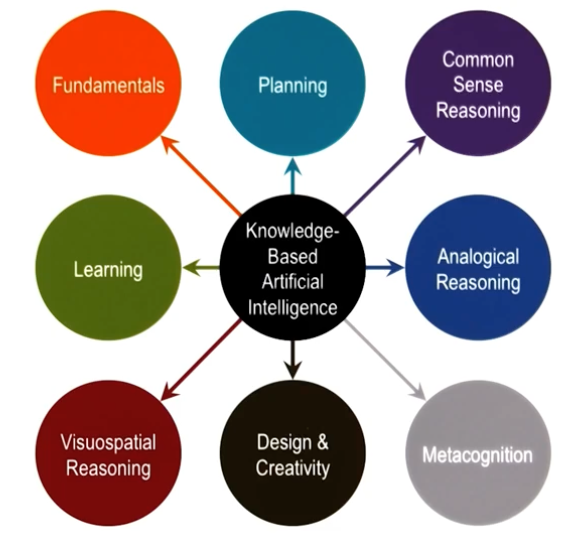 Fundamentals
Planning
Common
Sense
Reasoning
Learning
Knowledge-
Based
Artificial
Intelligence
Analogical
Reasoning
Visuospatial
Reasoning
Design &
Creativity
Metacognition